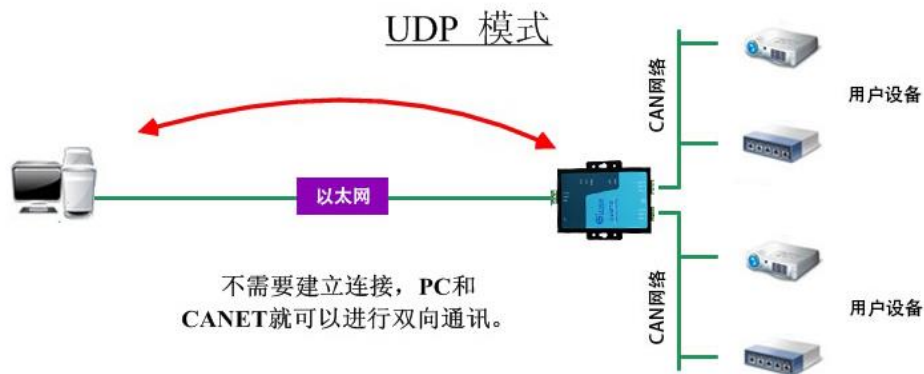 UDP 模式
CAN网络
用户设备
以太网
不需要建立连接，PC和
CANET就可以进行双向通讯。
CAN网络
用户设备